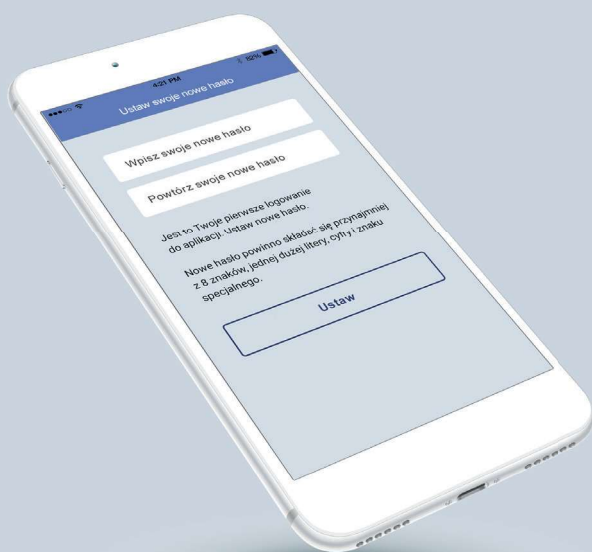 4:21 PM
82%
Ustaw swoje nowe hasło
Wpisz swoje nowe hasło
Powtórz swoje nowe hasło
Jest to Twoje pierwsze logowanie
do aplikacji. Ustaw nowe hasło.
Nowe hasło powinno składać się przynajmniej
z 8 znaków, jednej dużej litery, cyfry i znaku
specjalnego.
Ustaw